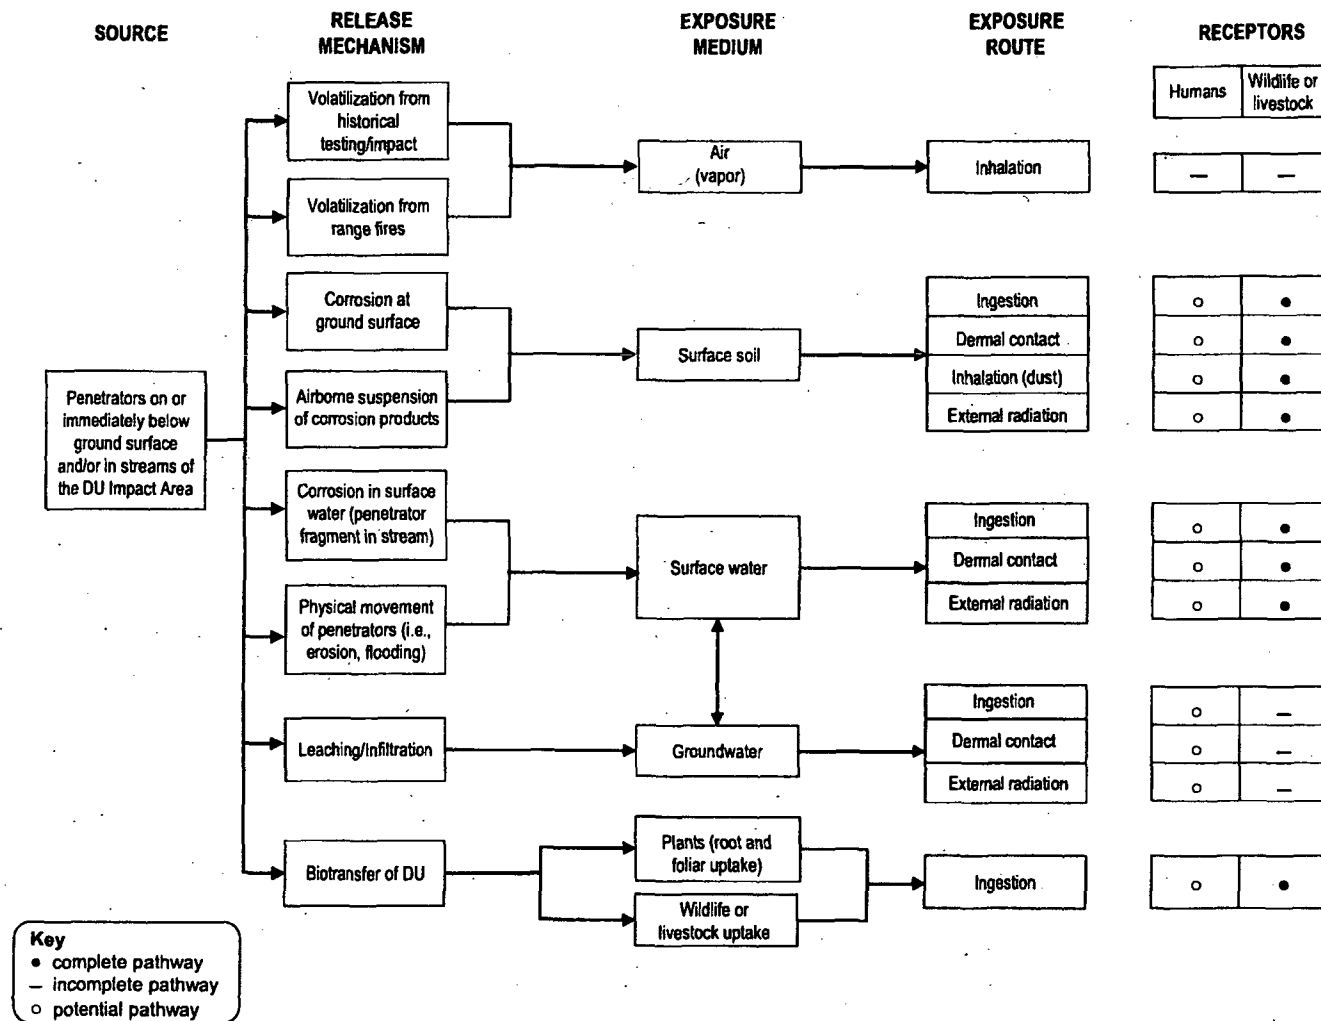 SOURCE
RELEASE
MECHANISM
EXPOSURE
MEDIUM
EXPOSURE
ROUTE
RECEPTORS
Humans
Wildlife or
livestock
Volatilization from
historical
testing/impact
Air
(vapor)
Inhalation
– –
Volatilization from
range fires
Corrosion at
ground surface
Airborne suspension
of corrosion products
Surface soil
Ingestion
○ ●
Dermal contact
○ ●
Inhalation (dust)
○ ●
External radiation
○ ●
Penetrators on or
immediately below
ground surface
and/or in streams of
the DU Impact Area
Corrosion in surface
water (penetrator
fragment in stream)
Physical movement
of penetrators (i.e.,
erosion, flooding)
Surface water
Ingestion
○ ●
Dermal contact
○ ●
External radiation
○ ●
Leaching/Infiltration
Groundwater
Ingestion
○ –
Dermal contact
○ –
External radiation
○ –
Biotransfer of DU
Plants (root and
foliar uptake)
Wildlife or
livestock uptake
Ingestion
○ ●
Key
● complete pathway
– incomplete pathway
○ potential pathway